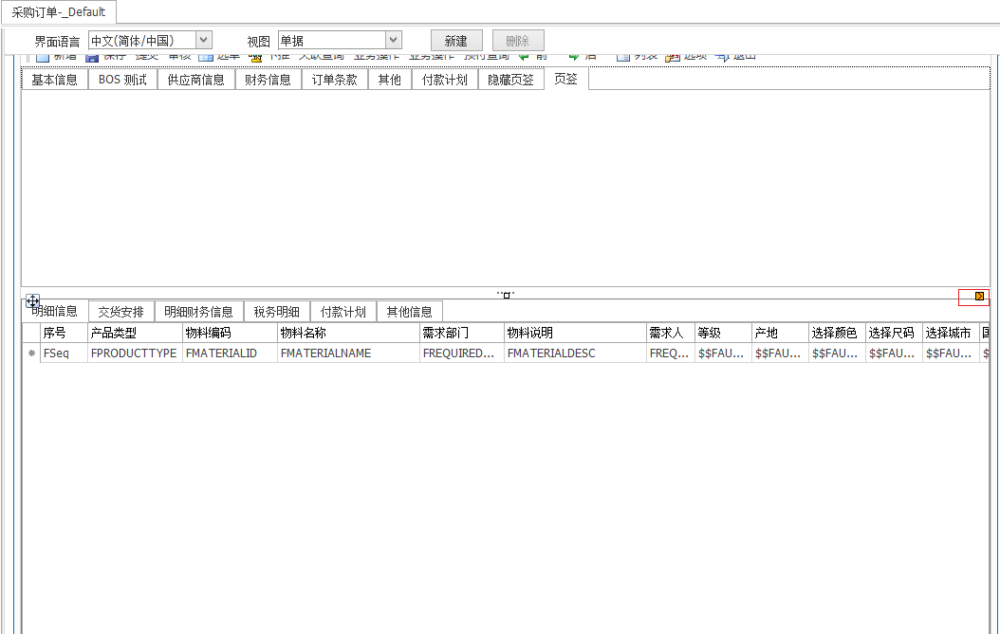 采购订单-_Default
界面语言 中文(简体/中国) 视图 单据 新建 删除
新增 保存 提交 审核 选单 下推 关联查询 业务操作 业务操作 预付查询 前 后 列表 选项 退出
基本信息 BOS 测试 供应商信息 财务信息 订单条款 其他 付款计划 隐藏页签 页签
明细信息 交货安排 明细财务信息 税务明细 付款计划 其他信息
序号 产品类型 物料编码 物料名称 需求部门 物料说明 需求人 等级 产地 选择颜色 选择尺码 选择城市
FSeq FPRODUCTTYPE FMATERIALID FMATERIALNAME FREQUIRED... FMATERIALDESC FREQ... $$FAU... $$FAU... $$FAU... $$FAU... $$FAU... $